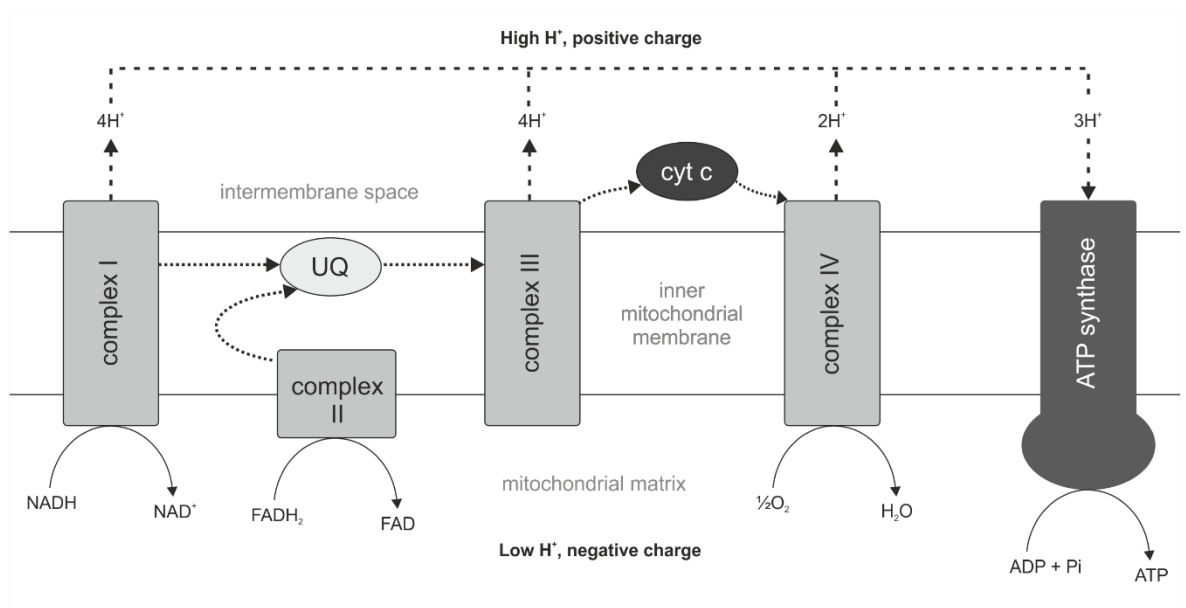 High H⁺, positive charge
4H⁺
4H⁺
2H⁺
3H⁺
cyt c
intermembrane space
complex I
UQ
complex III
inner
mitochondrial
membrane
complex IV
ATP synthase
complex
II
mitochondrial matrix
NADH
NAD⁺
FADH₂
FAD
½O₂
H₂O
Low H⁺, negative charge
ADP + Pi
ATP